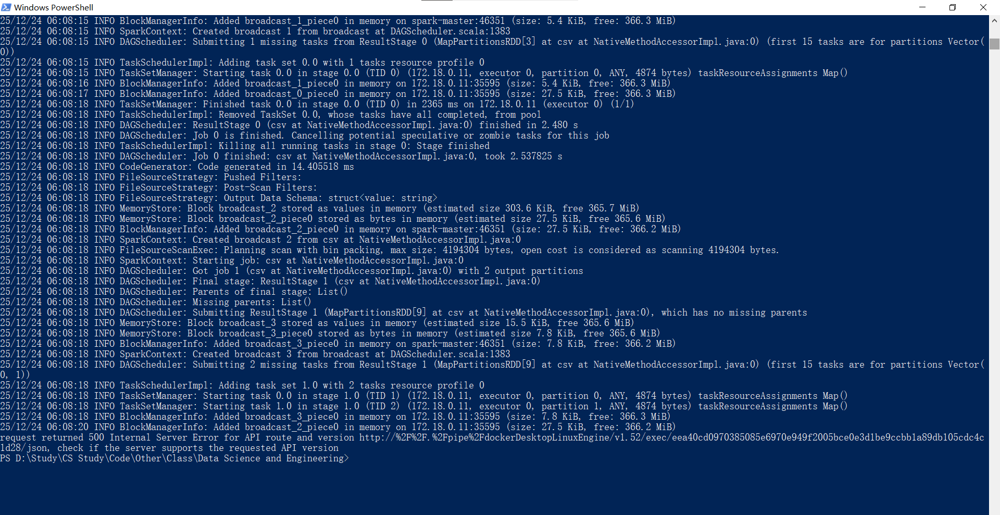 Windows PowerShell
25/12/24 06:08:15 INFO BlockManagerInfo: Added broadcast_1_piece0 in memory on spark-master:46351 (size: 5.4 KiB, free: 366.3 MiB)
25/12/24 06:08:15 INFO SparkContext: Created broadcast 1 from broadcast at DAGScheduler.scala:1383
25/12/24 06:08:15 INFO DAGScheduler: Submitting 1 missing tasks from ResultStage 0 (MapPartitionsRDD[3] at csv at NativeMethodAccessorImpl.java:0) (first 15 tasks are for partitions Vector(
0))
25/12/24 06:08:15 INFO TaskSchedulerImpl: Adding task set 0.0 with 1 tasks resource profile 0
25/12/24 06:08:15 INFO TaskSetManager: Starting task 0.0 in stage 0.0 (TID 0) (172.18.0.11, executor 0, partition 0, ANY, 4874 bytes) taskResourceAssignments Map()
25/12/24 06:08:16 INFO BlockManagerInfo: Added broadcast_1_piece0 in memory on 172.18.0.11:35595 (size: 5.4 KiB, free: 366.3 MiB)
25/12/24 06:08:17 INFO BlockManagerInfo: Added broadcast_0_piece0 in memory on 172.18.0.11:35595 (size: 27.5 KiB, free: 366.3 MiB)
25/12/24 06:08:18 INFO TaskSetManager: Finished task 0.0 in stage 0.0 (TID 0) in 2365 ms on 172.18.0.11 (executor 0) (1/1)
25/12/24 06:08:18 INFO TaskSchedulerImpl: Removed TaskSet 0.0, whose tasks have all completed, from pool
25/12/24 06:08:18 INFO DAGScheduler: ResultStage 0 (csv at NativeMethodAccessorImpl.java:0) finished in 2.480 s
25/12/24 06:08:18 INFO DAGScheduler: Job 0 is finished. Cancelling potential speculative or zombie tasks for this job
25/12/24 06:08:18 INFO TaskSchedulerImpl: Killing all running tasks in stage 0: Stage finished
25/12/24 06:08:18 INFO DAGScheduler: Job 0 finished: csv at NativeMethodAccessorImpl.java:0, took 2.537825 s
25/12/24 06:08:18 INFO CodeGenerator: Code generated in 14.405518 ms
25/12/24 06:08:18 INFO FileSourceStrategy: Pushed Filters:
25/12/24 06:08:18 INFO FileSourceStrategy: Post-Scan Filters:
25/12/24 06:08:18 INFO FileSourceStrategy: Output Data Schema: struct<value: string>
25/12/24 06:08:18 INFO MemoryStore: Block broadcast_2 stored as values in memory (estimated size 303.6 KiB, free 365.7 MiB)
25/12/24 06:08:18 INFO MemoryStore: Block broadcast_2_piece0 stored as bytes in memory (estimated size 27.5 KiB, free 365.6 MiB)
25/12/24 06:08:18 INFO BlockManagerInfo: Added broadcast_2_piece0 in memory on spark-master:46351 (size: 27.5 KiB, free: 366.2 MiB)
25/12/24 06:08:18 INFO SparkContext: Created broadcast 2 from csv at NativeMethodAccessorImpl.java:0
25/12/24 06:08:18 INFO FileSourceScanExec: Planning scan with bin packing, max size: 4194304 bytes, open cost is considered as scanning 4194304 bytes.
25/12/24 06:08:18 INFO SparkContext: Starting job: csv at NativeMethodAccessorImpl.java:0
25/12/24 06:08:18 INFO DAGScheduler: Got job 1 (csv at NativeMethodAccessorImpl.java:0) with 2 output partitions
25/12/24 06:08:18 INFO DAGScheduler: Final stage: ResultStage 1 (csv at NativeMethodAccessorImpl.java:0)
25/12/24 06:08:18 INFO DAGScheduler: Parents of final stage: List()
25/12/24 06:08:18 INFO DAGScheduler: Missing parents: List()
25/12/24 06:08:18 INFO DAGScheduler: Submitting ResultStage 1 (MapPartitionsRDD[9] at csv at NativeMethodAccessorImpl.java:0), which has no missing parents
25/12/24 06:08:18 INFO MemoryStore: Block broadcast_3 stored as values in memory (estimated size 15.5 KiB, free 365.6 MiB)
25/12/24 06:08:18 INFO MemoryStore: Block broadcast_3_piece0 stored as bytes in memory (estimated size 7.8 KiB, free 365.6 MiB)
25/12/24 06:08:18 INFO BlockManagerInfo: Added broadcast_3_piece0 in memory on spark-master:46351 (size: 7.8 KiB, free: 366.2 MiB)
25/12/24 06:08:18 INFO SparkContext: Created broadcast 3 from broadcast at DAGScheduler.scala:1383
25/12/24 06:08:18 INFO DAGScheduler: Submitting 2 missing tasks from ResultStage 1 (MapPartitionsRDD[9] at csv at NativeMethodAccessorImpl.java:0) (first 15 tasks are for partitions Vector(
0, 1))
25/12/24 06:08:18 INFO TaskSchedulerImpl: Adding task set 1.0 with 2 tasks resource profile 0
25/12/24 06:08:18 INFO TaskSetManager: Starting task 0.0 in stage 1.0 (TID 1) (172.18.0.11, executor 0, partition 0, ANY, 4874 bytes) taskResourceAssignments Map()
25/12/24 06:08:18 INFO TaskSetManager: Starting task 1.0 in stage 1.0 (TID 2) (172.18.0.11, executor 0, partition 1, ANY, 4874 bytes) taskResourceAssignments Map()
25/12/24 06:08:18 INFO BlockManagerInfo: Added broadcast_3_piece0 in memory on 172.18.0.11:35595 (size: 7.8 KiB, free: 366.3 MiB)
25/12/24 06:08:20 INFO BlockManagerInfo: Added broadcast_2_piece0 in memory on 172.18.0.11:35595 (size: 27.5 KiB, free: 366.2 MiB)
request returned 500 Internal Server Error for API route and version http://%2F%2F.%2Fpipe%2FdockerDesktopLinuxEngine/v1.52/exec/eea40cd0970385085e6970e949f2005bce0e3d1be9ccbb1a89db105cdc4c
1d28/json, check if the server supports the requested API version
PS D:\Study\CS Study\Code\Other\Class\Data Science and Engineering>